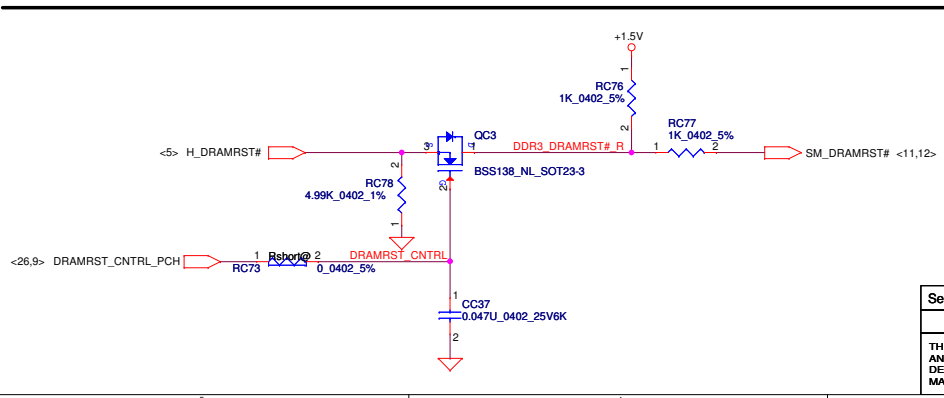 +1.5V
1
RC76
1K_0402_5%
2
<5> H_DRAMRST#
3
QC3
BSS138_NL_SOT23-3
DDR3_DRAMRST#_R
RC77
1K_0402_5%
1
2
SM_DRAMRST# <11,12>
2
RC78
4.99K_0402_1%
1
2
<26,9> DRAMRST_CNTRL_PCH
1
Rshort@
2
RC73
0_0402_5%
DRAMRST_CNTRL
1
CC37
0.047U_0402_25V6K
2
Se
TH
AN
DE
MA